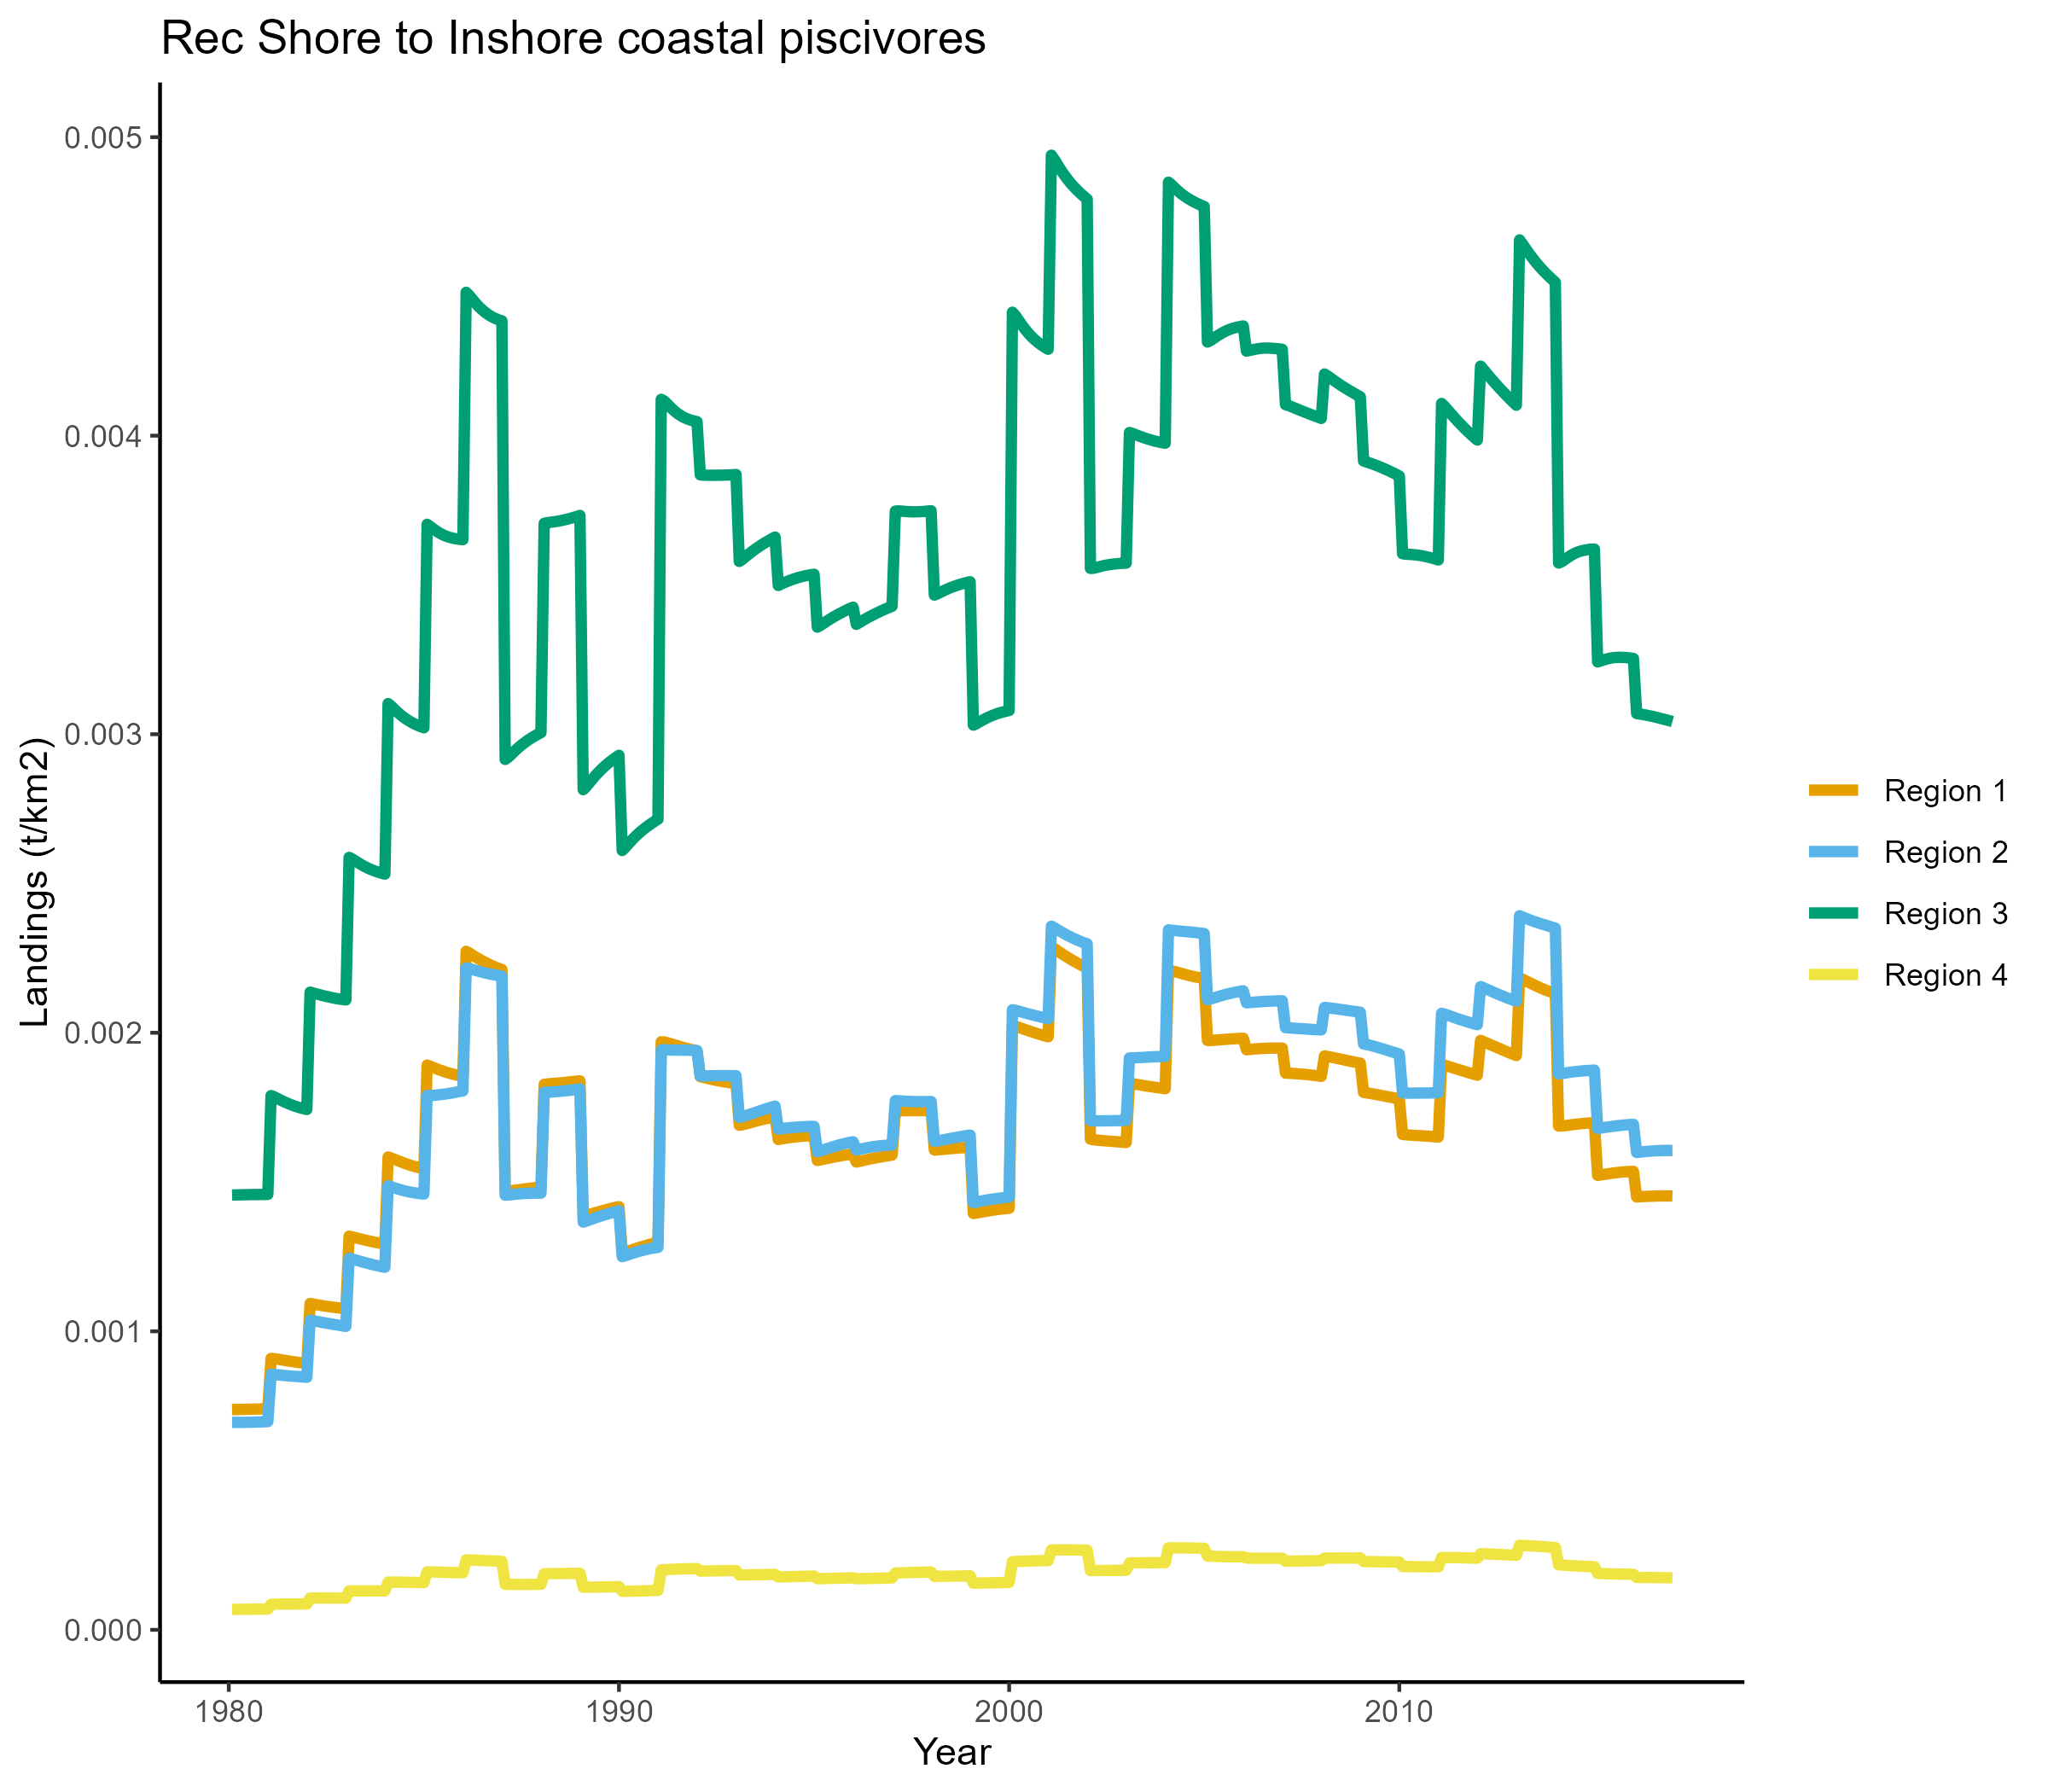 Rec Shore to Inshore coastal piscivores
Landings (t/km2)
0.005
0.004
0.003
0.002
0.001
0.000
1980
1990
2000
2010
Year
Region 1
Region 2
Region 3
Region 4